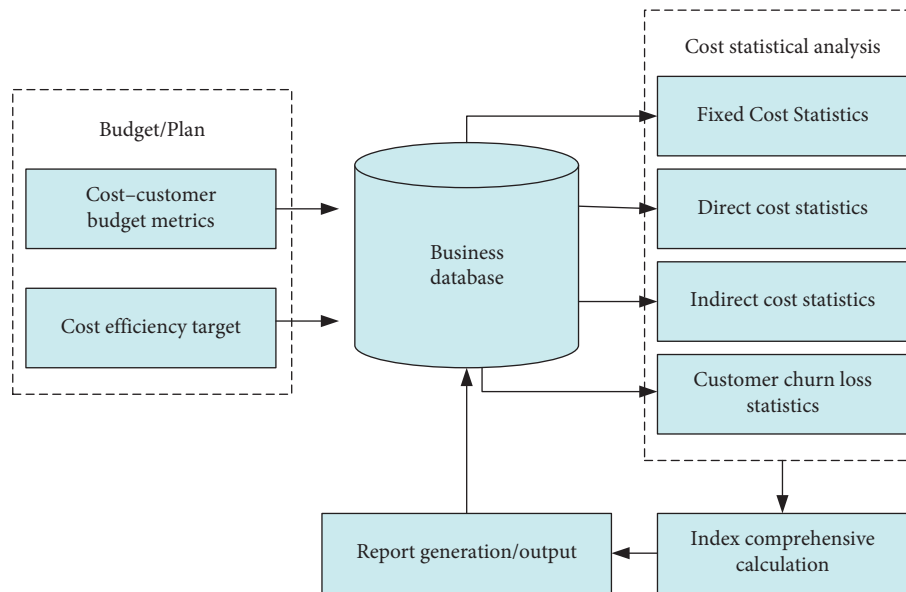 Budget/Plan
Cost–customer
budget metrics
Cost efficiency target
Business
database
Cost statistical analysis
Fixed Cost Statistics
Direct cost statistics
Indirect cost statistics
Customer churn loss
statistics
Report generation/output
Index comprehensive
calculation